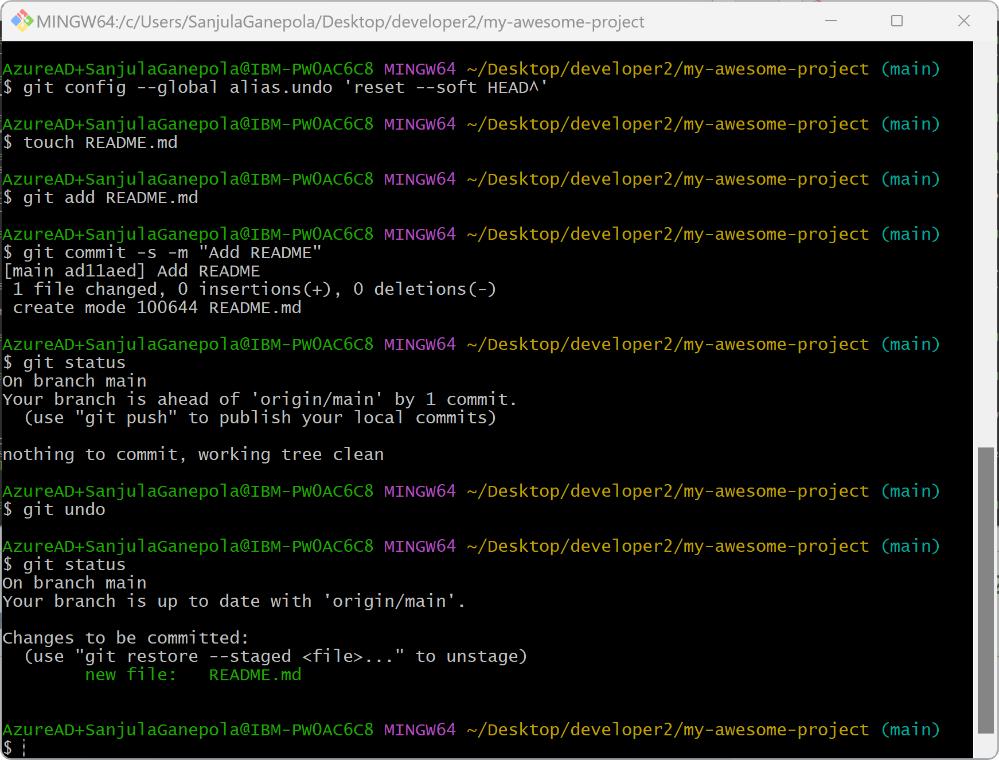 MINGW64:/c/Users/SanjulaGanepola/Desktop/developer2/my-awesome-project
AzureAD+SanjulaGanepola@IBM-PW0AC6C8 MINGW64 ~/Desktop/developer2/my-awesome-project (main)
$ git config --global alias.undo 'reset --soft HEAD^'
AzureAD+SanjulaGanepola@IBM-PW0AC6C8 MINGW64 ~/Desktop/developer2/my-awesome-project (main)
$ touch README.md
AzureAD+SanjulaGanepola@IBM-PW0AC6C8 MINGW64 ~/Desktop/developer2/my-awesome-project (main)
$ git add README.md
AzureAD+SanjulaGanepola@IBM-PW0AC6C8 MINGW64 ~/Desktop/developer2/my-awesome-project (main)
$ git commit -s -m "Add README"
[main ad11aed] Add README
 1 file changed, 0 insertions(+), 0 deletions(-)
 create mode 100644 README.md
AzureAD+SanjulaGanepola@IBM-PW0AC6C8 MINGW64 ~/Desktop/developer2/my-awesome-project (main)
$ git status
On branch main
Your branch is ahead of 'origin/main' by 1 commit.
  (use "git push" to publish your local commits)
nothing to commit, working tree clean
AzureAD+SanjulaGanepola@IBM-PW0AC6C8 MINGW64 ~/Desktop/developer2/my-awesome-project (main)
$ git undo
AzureAD+SanjulaGanepola@IBM-PW0AC6C8 MINGW64 ~/Desktop/developer2/my-awesome-project (main)
$ git status
On branch main
Your branch is up to date with 'origin/main'.
Changes to be committed:
  (use "git restore --staged <file>..." to unstage)
        new file:   README.md
AzureAD+SanjulaGanepola@IBM-PW0AC6C8 MINGW64 ~/Desktop/developer2/my-awesome-project (main)
$